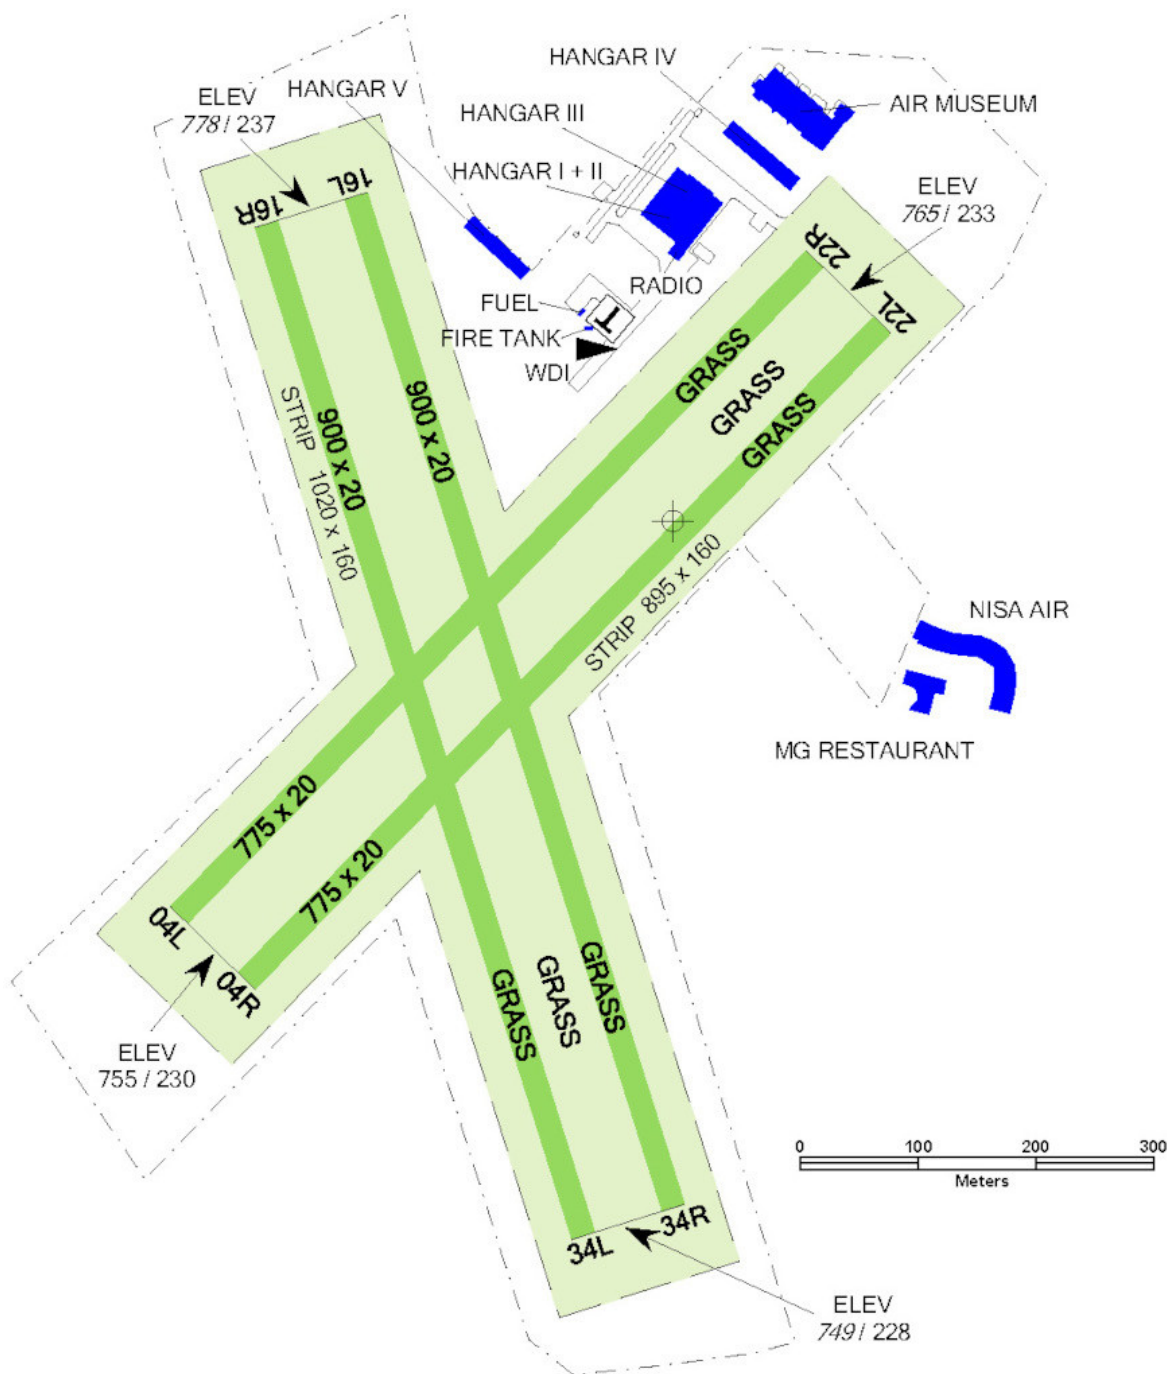 HANGAR IV
ELEV
778 / 237
HANGAR V
HANGAR III
AIR MUSEUM
HANGAR I + II
ELEV
765 / 233
16R
16L
22R
22L
RADIO
FUEL
FIRE TANK
WDI
T
GRASS
GRASS
GRASS
900 x 20
900 x 20
STRIP 1020 x 160
STRIP 895 x 160
NISA AIR
MG RESTAURANT
775 x 20
775 x 20
04L
04R
ELEV
755 / 230
GRASS
GRASS
GRASS
34L
34R
0 100 200 300
Meters
ELEV
749 / 228